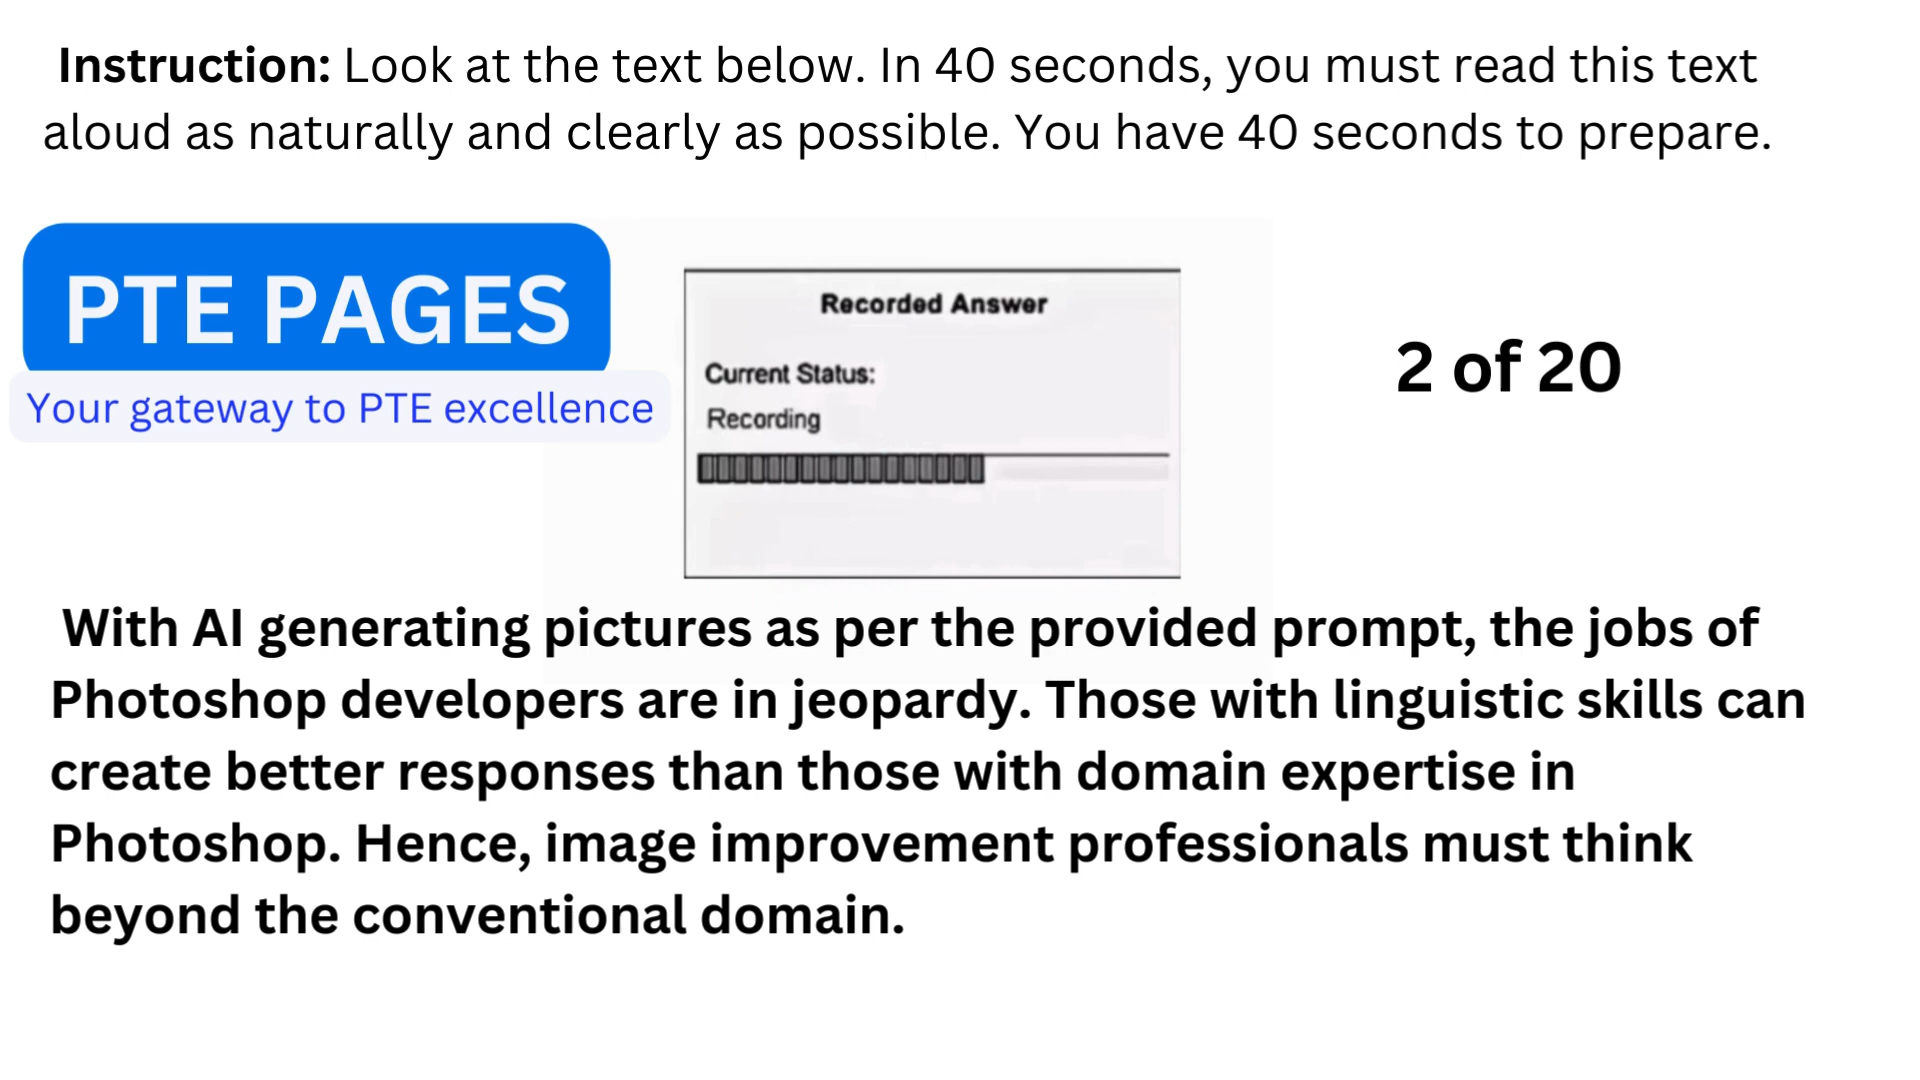 Instruction: Look at the text below. In 40 seconds, you must read this text
aloud as naturally and clearly as possible. You have 40 seconds to prepare.
PTE PAGES
Your gateway to PTE excellence
Recorded Answer
Current Status:
Recording
2 of 20
With AI generating pictures as per the provided prompt, the jobs of
Photoshop developers are in jeopardy. Those with linguistic skills can
create better responses than those with domain expertise in
Photoshop. Hence, image improvement professionals must think
beyond the conventional domain.